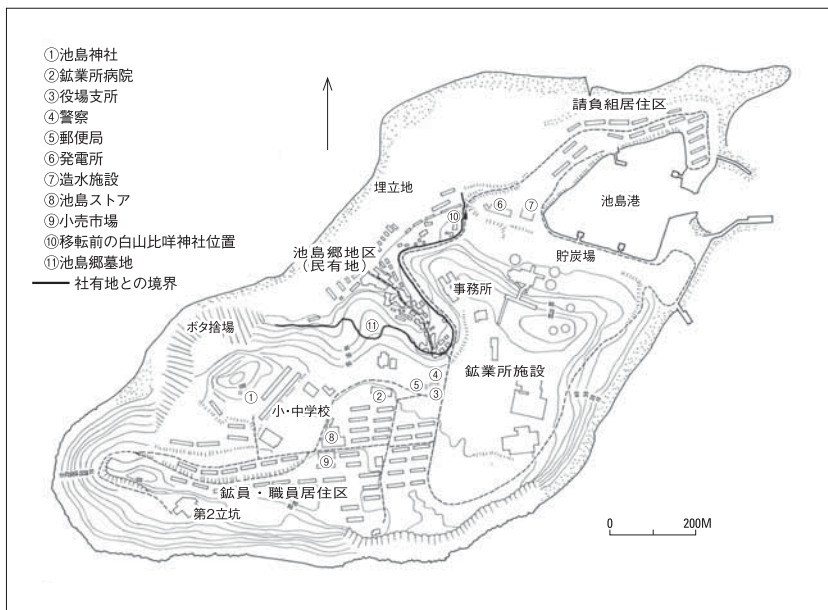 ①池島神社
②鉱業所病院
③役場支所
④警察
⑤郵便局
⑥発電所
⑦造水施設
⑧池島ストア
⑨小売市場
⑩移転前の白山比咩神社位置
⑪池島郷墓地
社有地との境界
請負組居住区
埋立地
⑥
⑦
池島港
⑩
池島郷地区
(民有地)
貯炭場
事務所
ボタ捨場
⑪
鉱業所施設
④
⑤
③
①
②
小・中学校
⑧
⑨
鉱員・職員居住区
第2立坑
0
200M